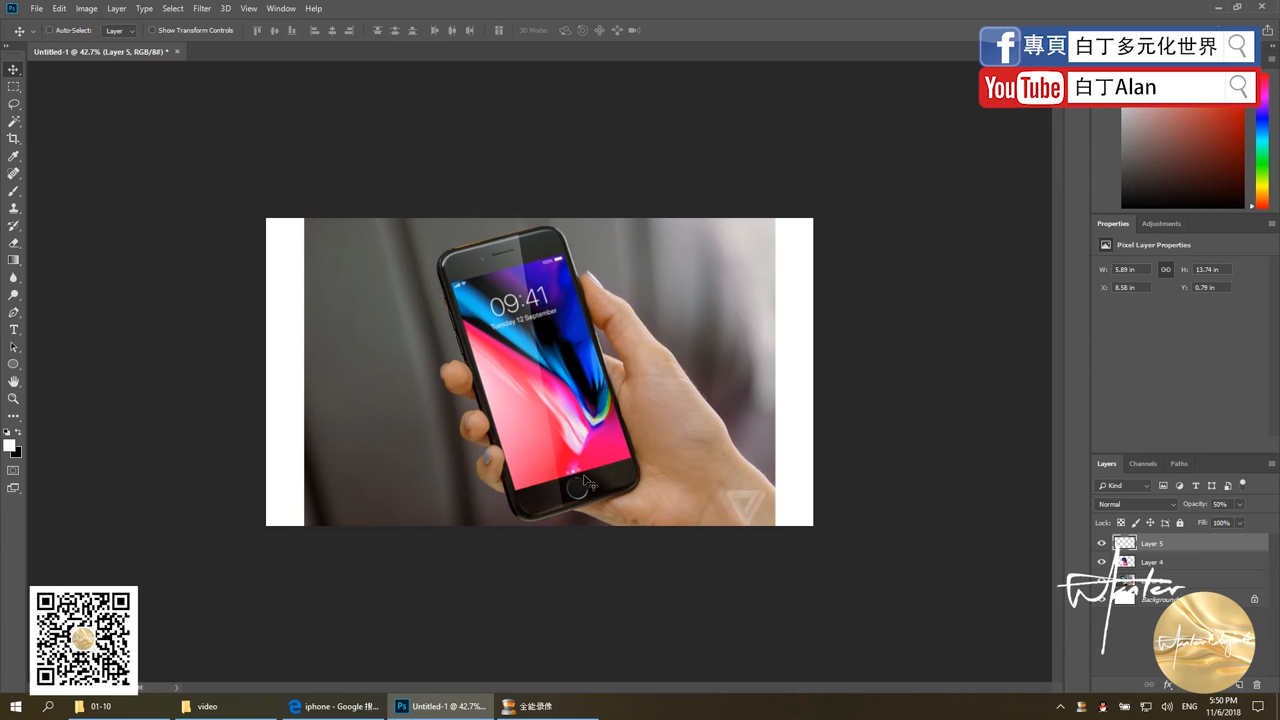 Ps File Edit Image Layer Type Select Filter 3D View Window Help
Auto-Select: Layer Show Transform Controls 3D Mode:
Untitled-1 @ 42.7% (Layer 5, RGB/8#) * ×
f 專頁 白丁多元化世界
YouTube 白丁Alan
Properties Adjustments
Pixel Layer Properties
W: 5.89 in GO H: 13.74 in
X: 8.58 in Y: 0.79 in
100%
09:41
Tuesday 12 September
Layers Channels Paths
Kind
Normal Opacity: 50%
Lock: Fill: 100%
Layer 5
Layer 4
Background
01-10 video iphone - Google 搜... Ps Untitled-1 @ 42.7%... 全能录像
ENG 5:50 PM
11/6/2018